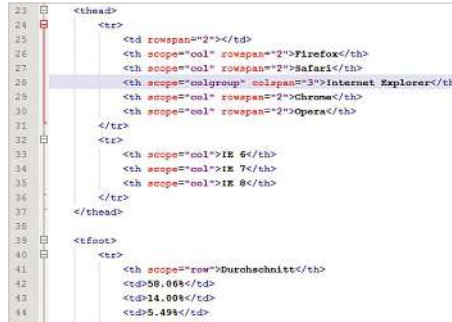 23 <thead>
24 <tr>
25 <td rowspan="2"></td>
26 <th scope="col" rowspan="2">Firefox</th>
27 <th scope="col" rowspan="2">Safari</th>
28 <th scope="colgroup" colspan="3">Internet Explorer</th
29 <th scope="col" rowspan="2">Chrome</th>
30 <th scope="col" rowspan="2">Opera</th>
31 </tr>
32 <tr>
33 <th scope="col">IE 6</th>
34 <th scope="col">IE 7</th>
35 <th scope="col">IE 8</th>
36 </tr>
37 </thead>
38
39 <tfoot>
40 <tr>
41 <th scope="row">Durchschnitt</th>
42 <td>58.06%</td>
43 <td>14.00%</td>
44 <td>5.49%</td>